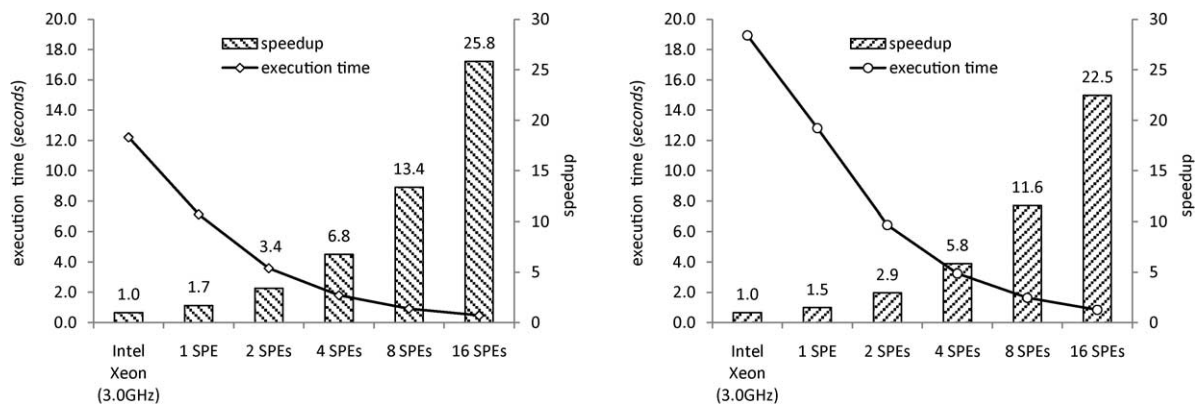 20.0
18.0
16.0
14.0
12.0
10.0
8.0
6.0
4.0
2.0
0.0
execution time (seconds)
speedup
execution time
1.0
1.7
3.4
6.8
13.4
25.8
30
25
20
15
10
5
0
speedup
Intel
Xeon
(3.0GHz)
1 SPE
2 SPEs
4 SPEs
8 SPEs
16 SPEs
20.0
18.0
16.0
14.0
12.0
10.0
8.0
6.0
4.0
2.0
0.0
execution time (seconds)
speedup
execution time
1.0
1.5
2.9
5.8
11.6
22.5
30
25
20
15
10
5
0
speedup
Intel
Xeon
(3.0GHz)
1 SPE
2 SPEs
4 SPEs
8 SPEs
16 SPEs